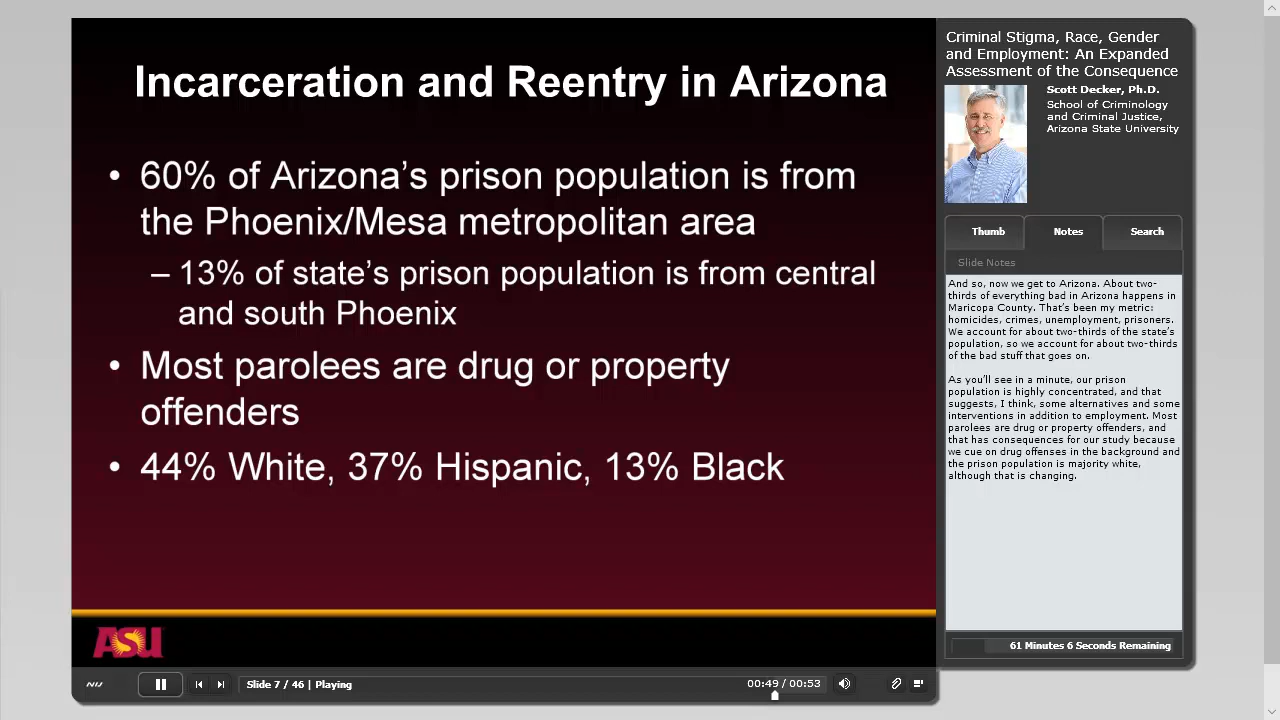 Incarceration and Reentry in Arizona
• 60% of Arizona's prison population is from
the Phoenix/Mesa metropolitan area
– 13% of state's prison population is from central
and south Phoenix
• Most parolees are drug or property
offenders
• 44% White, 37% Hispanic, 13% Black
ASU
NIJ
Slide 7 / 46 | Playing
00:49 / 00:53
Criminal Stigma, Race, Gender
and Employment: An Expanded
Assessment of the Consequence
Scott Decker, Ph.D.
School of Criminology
and Criminal Justice,
Arizona State University
Thumb Notes Search
Slide Notes
And so, now we get to Arizona. About two-
thirds of everything bad in Arizona happens in
Maricopa County. That's been my metric:
homicides, crimes, unemployment, prisoners.
We account for about two-thirds of the state's
population, so we account for about two-thirds
of the bad stuff that goes on.
As you'll see in a minute, our prison
population is highly concentrated, and that
suggests, I think, some alternatives and some
interventions in addition to employment. Most
parolees are drug or property offenders, and
that has consequences for our study because
we cue on drug offenses in the background and
the prison population is majority white,
although that is changing.
61 Minutes 6 Seconds Remaining